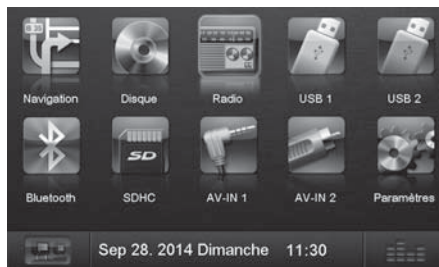 Navigation Disque Radio USB 1 USB 2
Bluetooth SD SDHC AV-IN 1 AV-IN 2 Paramètres
Sep 28. 2014 Dimanche 11:30